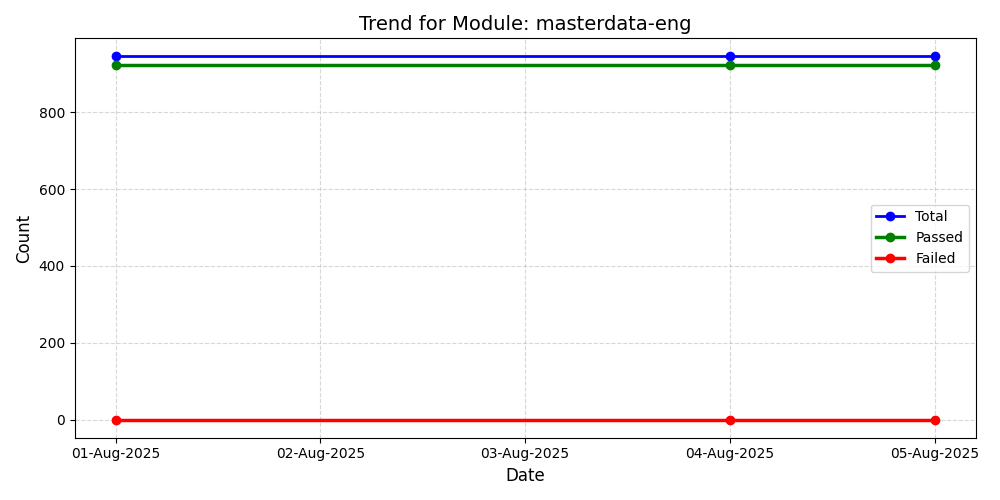 Trend for Module: masterdata-eng
Count
800
600
400
200
0
Total
Passed
Failed
01-Aug-2025
02-Aug-2025
03-Aug-2025
04-Aug-2025
05-Aug-2025
Date